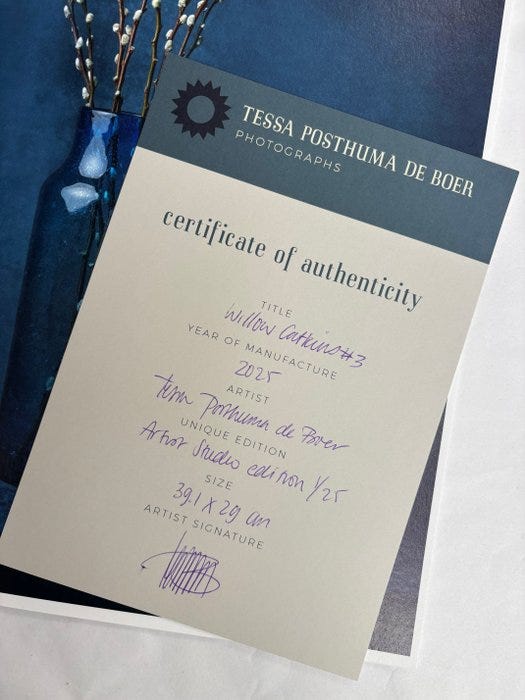 TESSA POSTHUMA DE BOER
PHOTOGRAPHS
certificate of authenticity
TITLE
Willow Catkins #3
YEAR OF MANUFACTURE
2025
ARTIST
Tessa Posthuma de Boer
UNIQUE EDITION
Artist Studio edition 1/25
SIZE
39.1 x 29 cm
ARTIST SIGNATURE